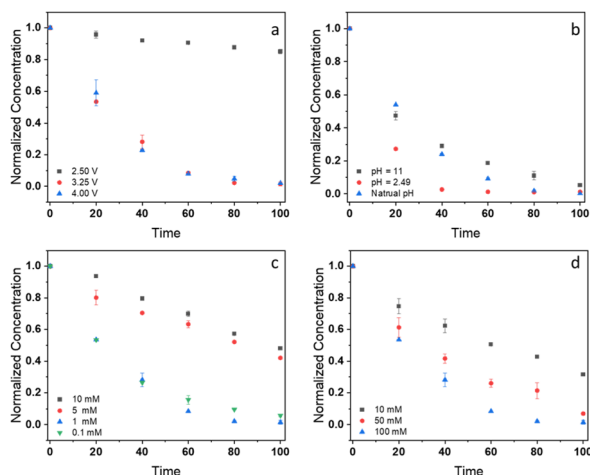 a
Normalized Concentration
1.0
0.8
0.6
0.4
0.2
0.0
2.50 V
3.25 V
4.00 V
0 20 40 60 80 100
Time
b
Normalized Concentration
1.0
0.8
0.6
0.4
0.2
0.0
pH = 11
pH = 2.49
Natrual pH
0 20 40 60 80 100
Time
c
Normalized Concentration
1.0
0.8
0.6
0.4
0.2
0.0
10 mM
5 mM
1 mM
0.1 mM
0 20 40 60 80 100
Time
d
Normalized Concentration
1.0
0.8
0.6
0.4
0.2
0.0
10 mM
50 mM
100 mM
0 20 40 60 80 100
Time